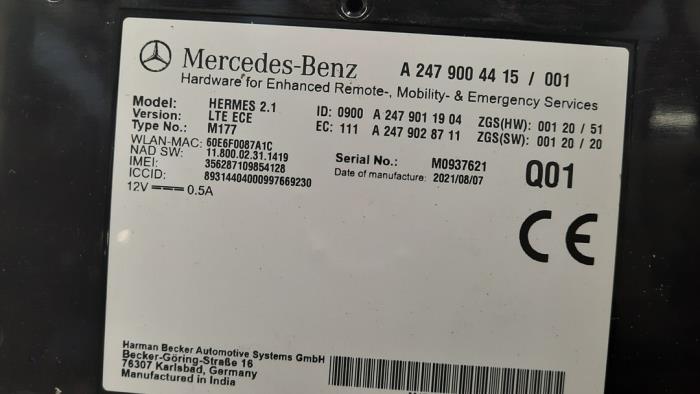 Mercedes-Benz A 247 900 44 15 / 001
Hardware for Enhanced Remote-, Mobility- & Emergency Services
Model: HERMES 2.1 ID: 0900 A 247 901 19 04 ZGS(HW): 001 20 / 51
Version: LTE ECE EC: 111 A 247 902 87 11 ZGS(SW): 001 20 / 20
Type No.: M177
WLAN-MAC: 60E6F0087A1C
NAD SW: 11.800.02.31.1419
IMEI: 356287109854128
ICCID: 89314404000997669230
12V 0.5A
Serial No.: M0937621
Date of manufacture: 2021/08/07
Q01
CE
Harman Becker Automotive Systems GmbH
Becker-Göring-Straße 16
76307 Karlsbad, Germany
Manufactured in India